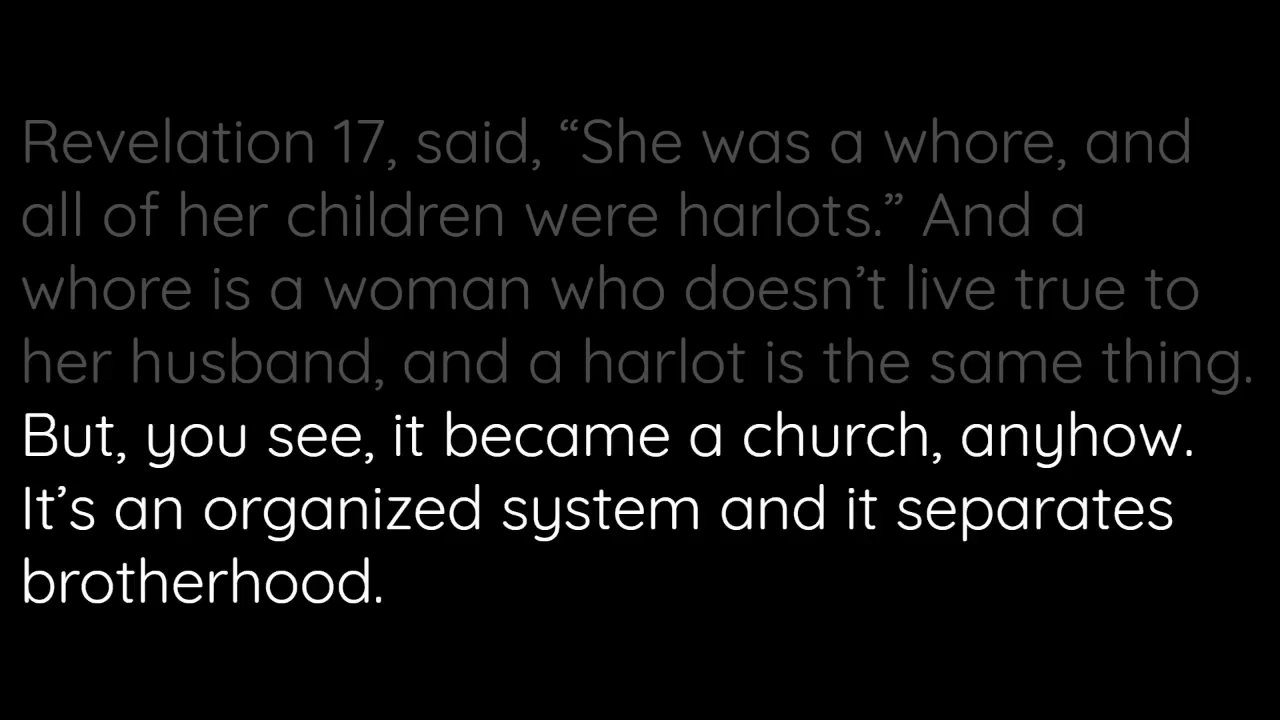 Revelation 17, said, “She was a whore, and
all of her children were harlots.” And a
whore is a woman who doesn’t live true to
her husband, and a harlot is the same thing.
But, you see, it became a church, anyhow.
It’s an organized system and it separates
brotherhood.